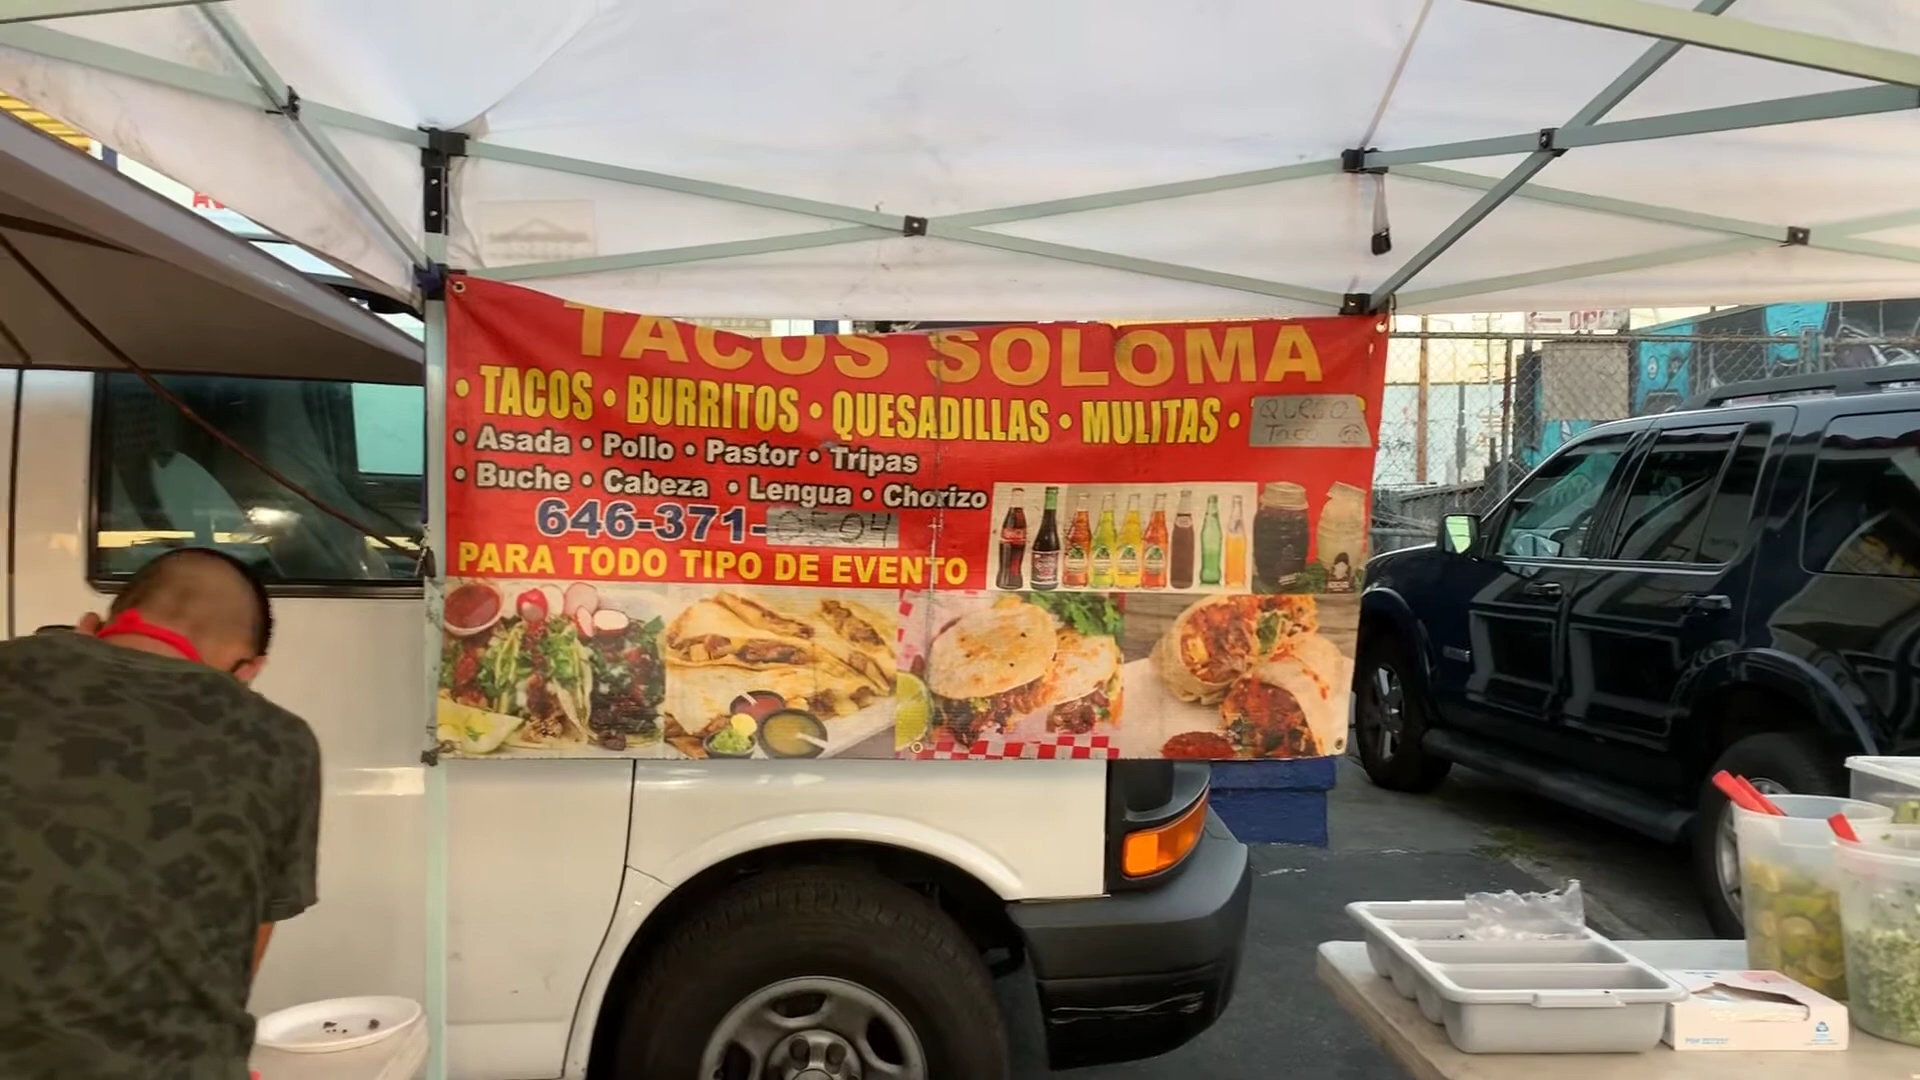 TACOS SOLOMA
• TACOS • BURRITOS • QUESADILLAS • MULITAS •
QUESO
• Asada • Pollo • Pastor • Tripas
• Buche • Cabeza • Lengua • Chorizo
646-371-0504
PARA TODO TIPO DE EVENTO